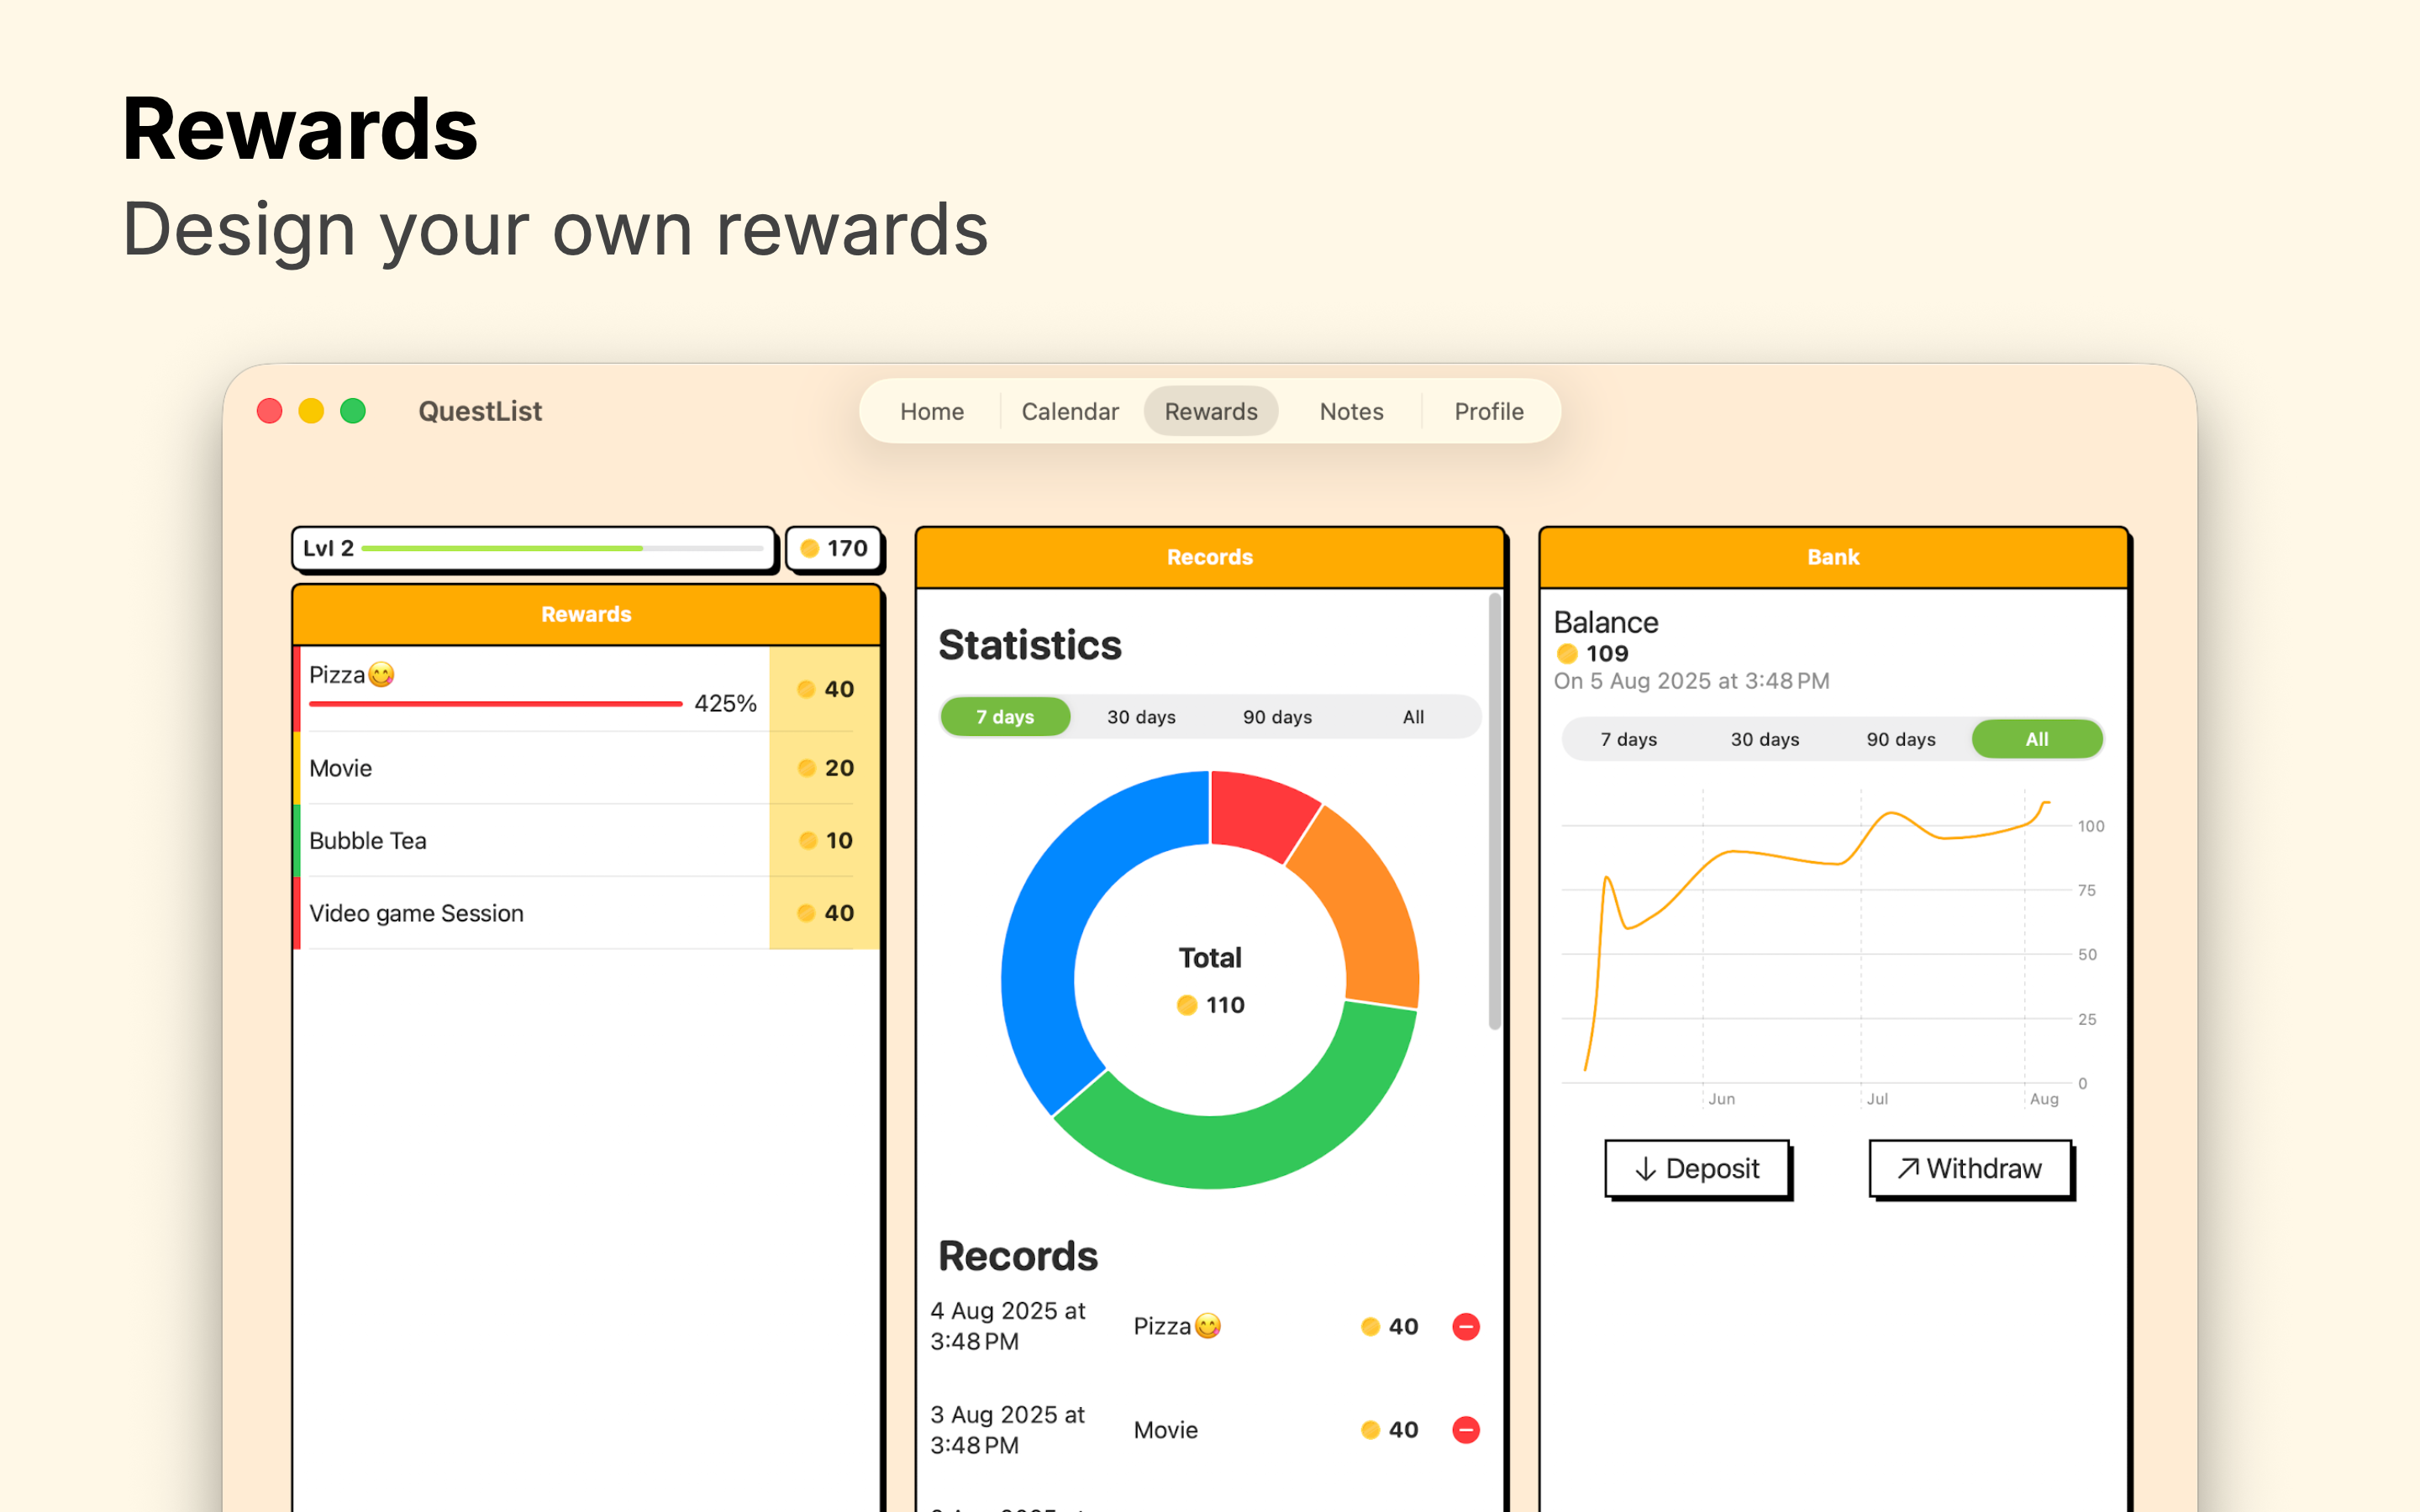 Rewards
Design your own rewards
QuestList
Home
Calendar
Rewards
Notes
Profile
Lvl 2
170
Rewards
Pizza😋
425%
40
Movie
20
Bubble Tea
10
Video game Session
40
Records
Statistics
7 days
30 days
90 days
All
Total
110
Records
4 Aug 2025 at
3:48 PM
Pizza😋
40
3 Aug 2025 at
3:48 PM
Movie
40
Bank
Balance
109
On 5 Aug 2025 at 3:48 PM
7 days
30 days
90 days
All
100
75
50
25
0
Jun
Jul
Aug
↓ Deposit
↗ Withdraw